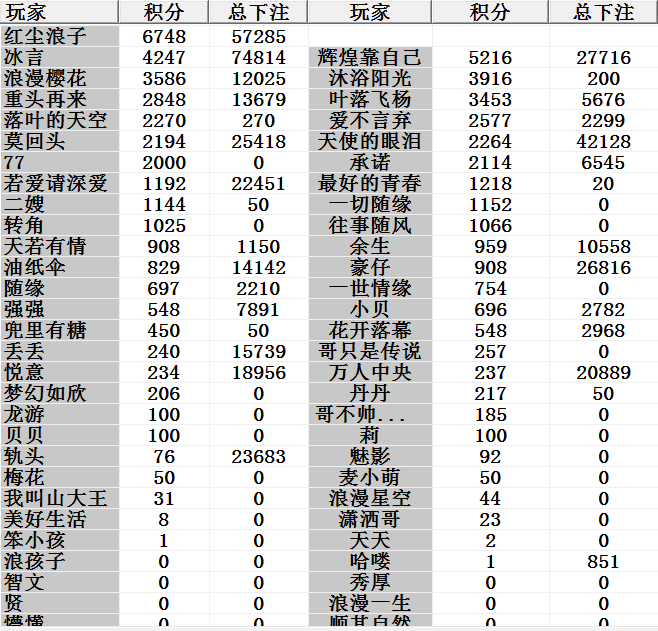 玩家 积分 总下注 玩家 积分 总下注
红尘浪子 6748 57285
冰言 4247 74814 辉煌靠自己 5216 27716
浪漫樱花 3586 12025 沐浴阳光 3916 200
重头再来 2848 13679 叶落飞杨 3453 5676
落叶的天空 2270 270 爱不言弃 2577 2299
莫回头 2194 25418 天使的眼泪 2264 42128
77 2000 0 承诺 2114 6545
若爱请深爱 1192 22451 最好的青春 1218 20
二嫂 1144 50 一切随缘 1152 0
转角 1025 0 往事随风 1066 0
天若有情 908 1150 余生 959 10558
油纸伞 829 14142 豪仔 908 26816
随缘 697 2210 一世情缘 754 0
强强 548 7891 小贝 696 2782
兜里有糖 450 50 花开落幕 548 2968
丢丢 240 15739 哥只是传说 257 0
悦意 234 18956 万人中央 237 20889
梦幻如欣 206 0 丹丹 217 50
龙游 100 0 哥不帅... 185 0
贝贝 100 0 莉 100 0
轨头 76 23683 魅影 92 0
梅花 50 0 麦小萌 50 0
我叫山大王 31 0 浪漫星空 44 0
美好生活 8 0 潇洒哥 23 0
笨小孩 1 0 天天 2 0
浪孩子 0 0 哈喽 1 851
智文 0 0 秀厚 0 0
贤 0 0 浪漫一生 0 0
懵懂 0 0 顺其自然 0 0